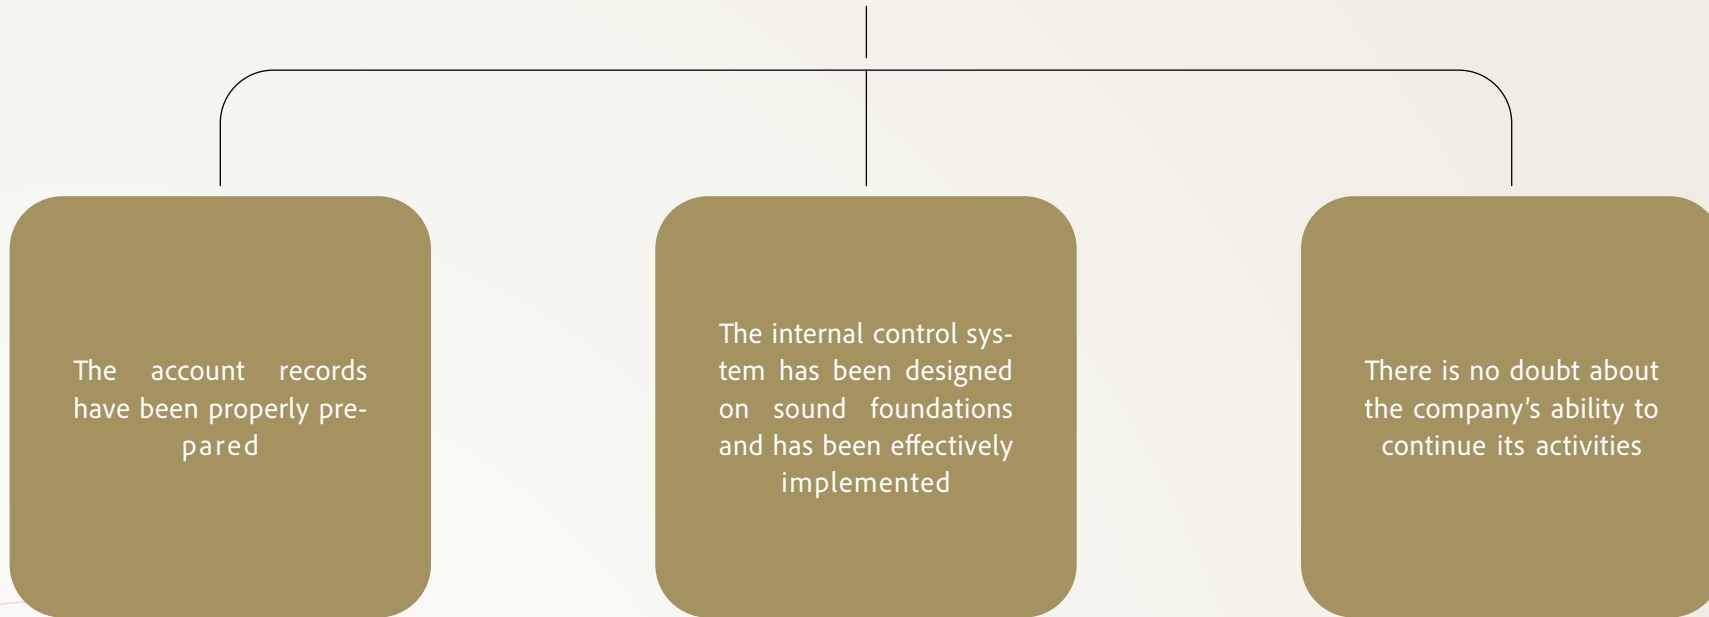 The account records
have been properly pre-
pared
The internal control sys-
tem has been designed
on sound foundations
and has been effectively
implemented
There is no doubt about
the company’s ability to
continue its activities